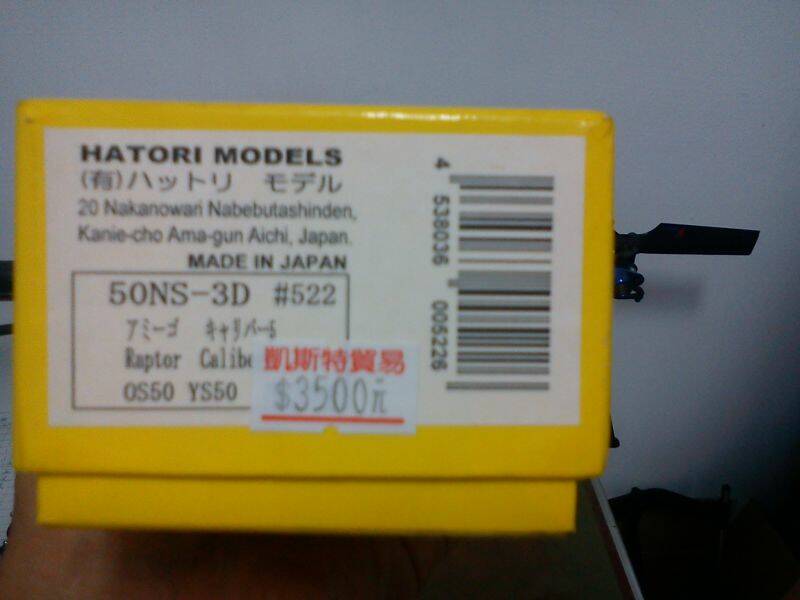 HATORI MODELS
(有)ハットリ モデル
20 Nakanowari Nabebutashinden,
Kanie-cho Ama-gun Aichi, Japan.
MADE IN JAPAN
50NS-3D #522
アミーゴ キャリバー5
Raptor
OS50 YS50
凱斯特貿易
$3500元
4 538036 005226